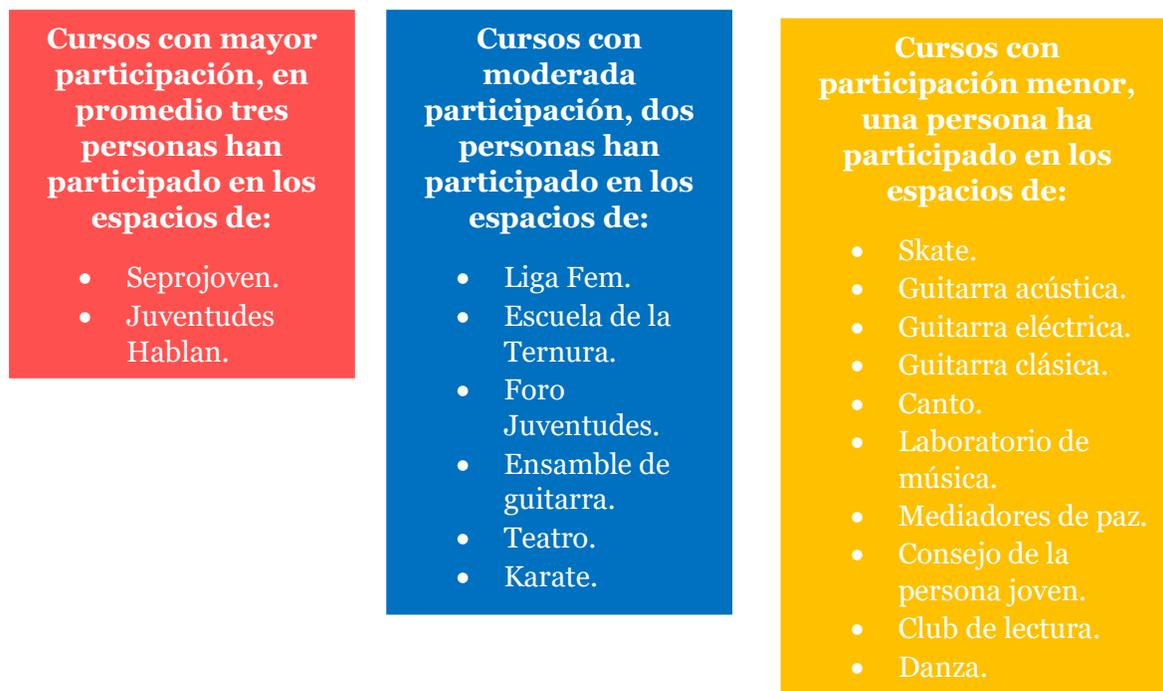 Cursos con mayor
participación, en
promedio tres
personas han
participado en los
espacios de:
• Seprojoven.
• Juventudes
Hablan.
Cursos con
moderada
participación, dos
personas han
participado en los
espacios de:
• Liga Fem.
• Escuela de la
Ternura.
• Foro
Juventudes.
• Ensamble de
guitarra.
• Teatro.
• Karate.
Cursos con
participación menor,
una persona ha
participado en los
espacios de:
• Skate.
• Guitarra acústica.
• Guitarra eléctrica.
• Guitarra clásica.
• Canto.
• Laboratorio de
música.
• Mediadores de paz.
• Consejo de la
persona joven.
• Club de lectura.
• Danza.